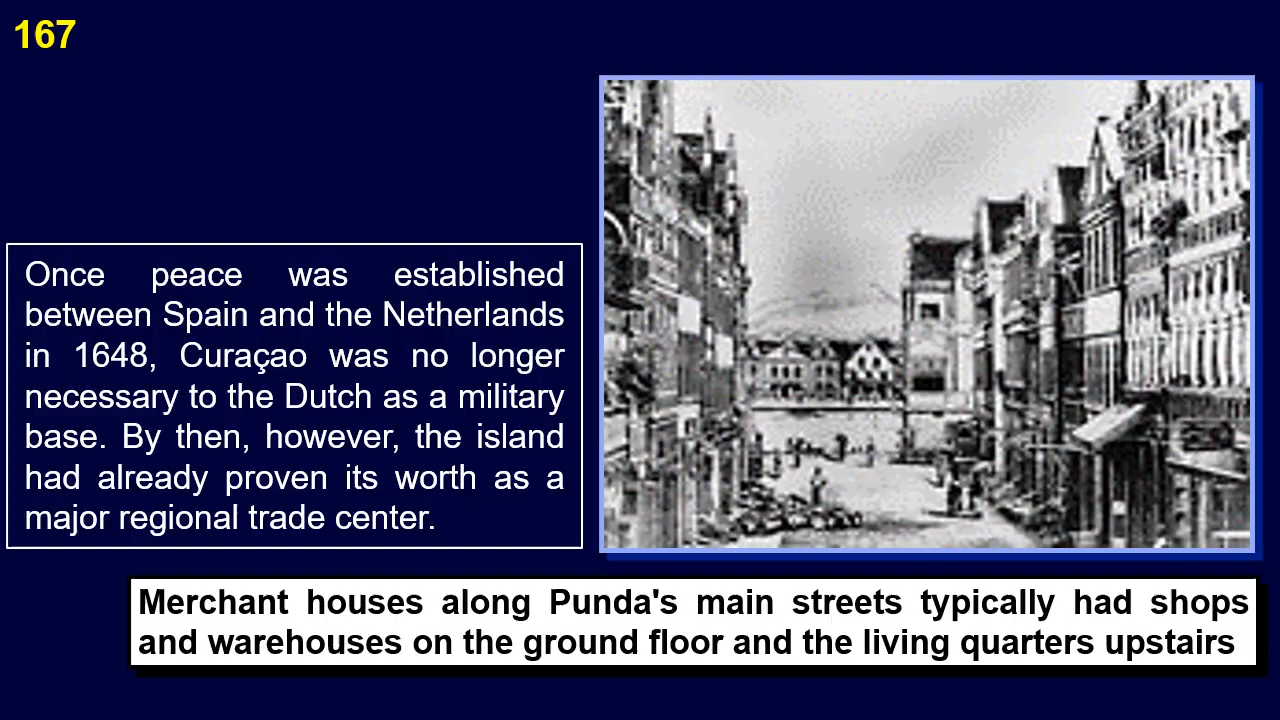 167
Once peace was established
between Spain and the Netherlands
in 1648, Curaçao was no longer
necessary to the Dutch as a military
base. By then, however, the island
had already proven its worth as a
major regional trade center.
Merchant houses along Punda's main streets typically had shops
and warehouses on the ground floor and the living quarters upstairs